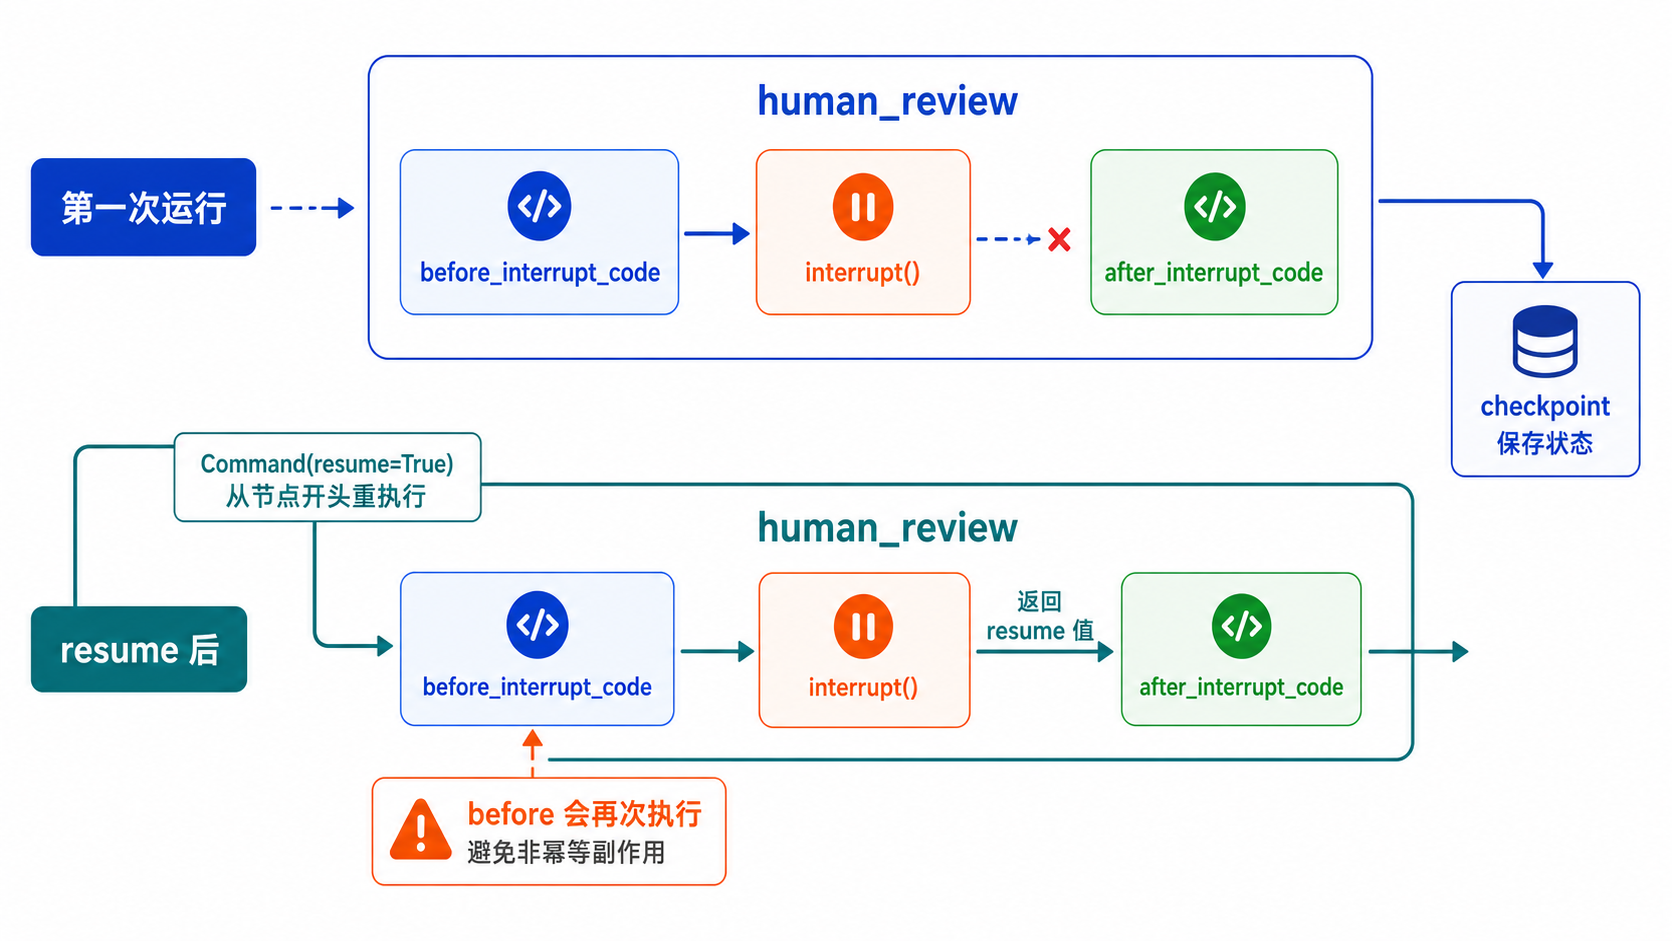 human_review
第一次运行
before_interrupt_code
interrupt()
after_interrupt_code
checkpoint
保存状态
Command(resume=True)
从节点开头重执行
human_review
resume 后
before_interrupt_code
interrupt()
返回
resume 值
after_interrupt_code
before 会再次执行
避免非幂等副作用